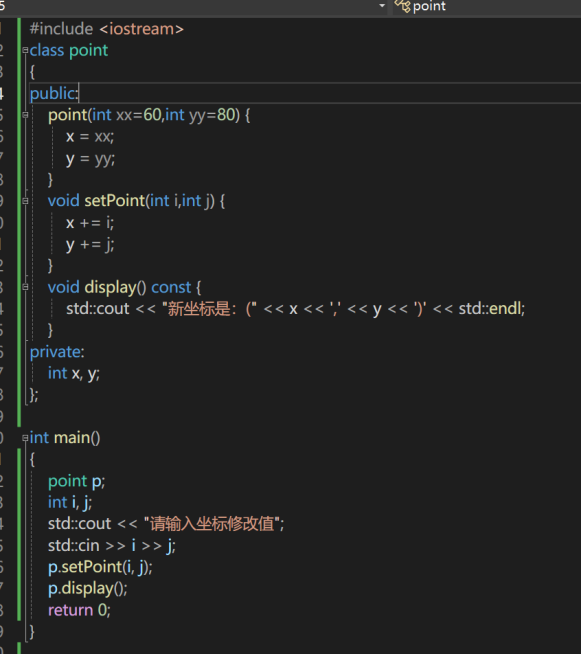 point
#include <iostream>
class point
{
public:
point(int xx=60,int yy=80) {
x = xx;
y = yy;
}
void setPoint(int i,int j) {
x += i;
y += j;
}
void display() const {
std::cout << "新坐标是：(" << x << ',' << y << ')' << std::endl;
}
private:
int x, y;
};
int main()
{
point p;
int i, j;
std::cout << "请输入坐标修改值";
std::cin >> i >> j;
p.setPoint(i, j);
p.display();
return 0;
}